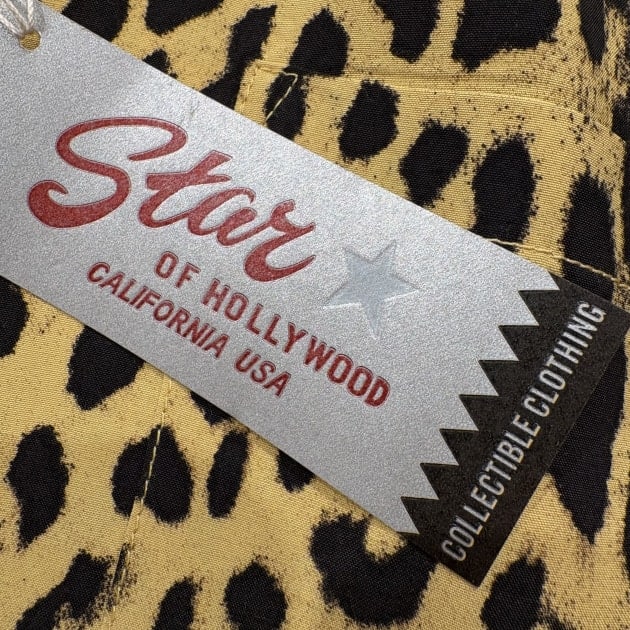 Star
OF HOLLYWOOD
CALIFORNIA USA
COLLECTIBLE CLOTHING